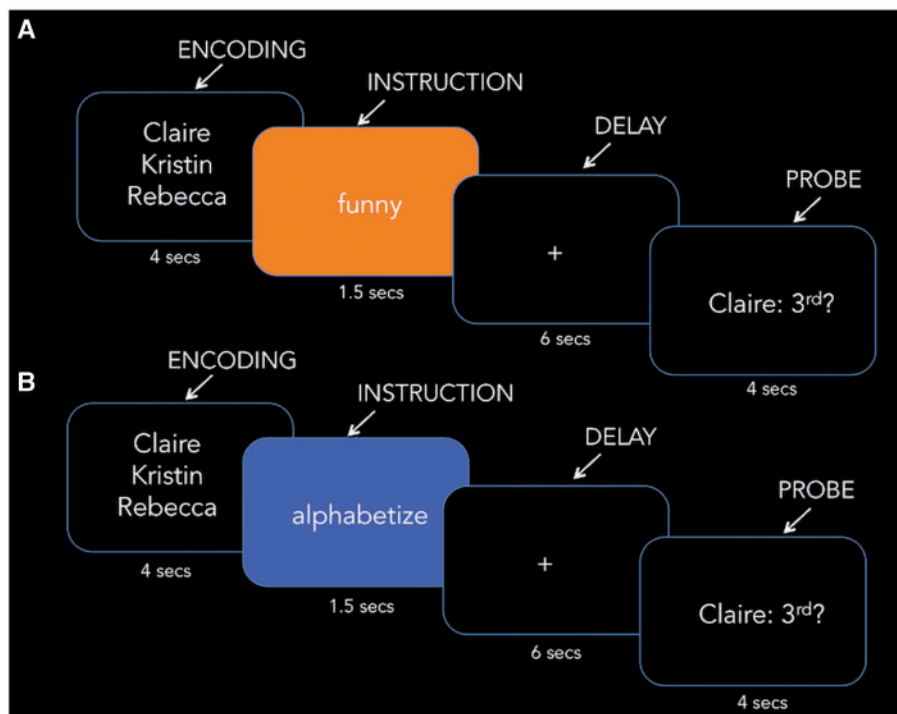 A
ENCODING
INSTRUCTION
Claire
Kristin
Rebecca
DELAY
funny
PROBE
4 secs
+
1.5 secs
Claire: 3rd?
6 secs
4 secs
B
ENCODING
INSTRUCTION
Claire
Kristin
Rebecca
DELAY
alphabetize
PROBE
4 secs
+
1.5 secs
Claire: 3rd?
6 secs
4 secs